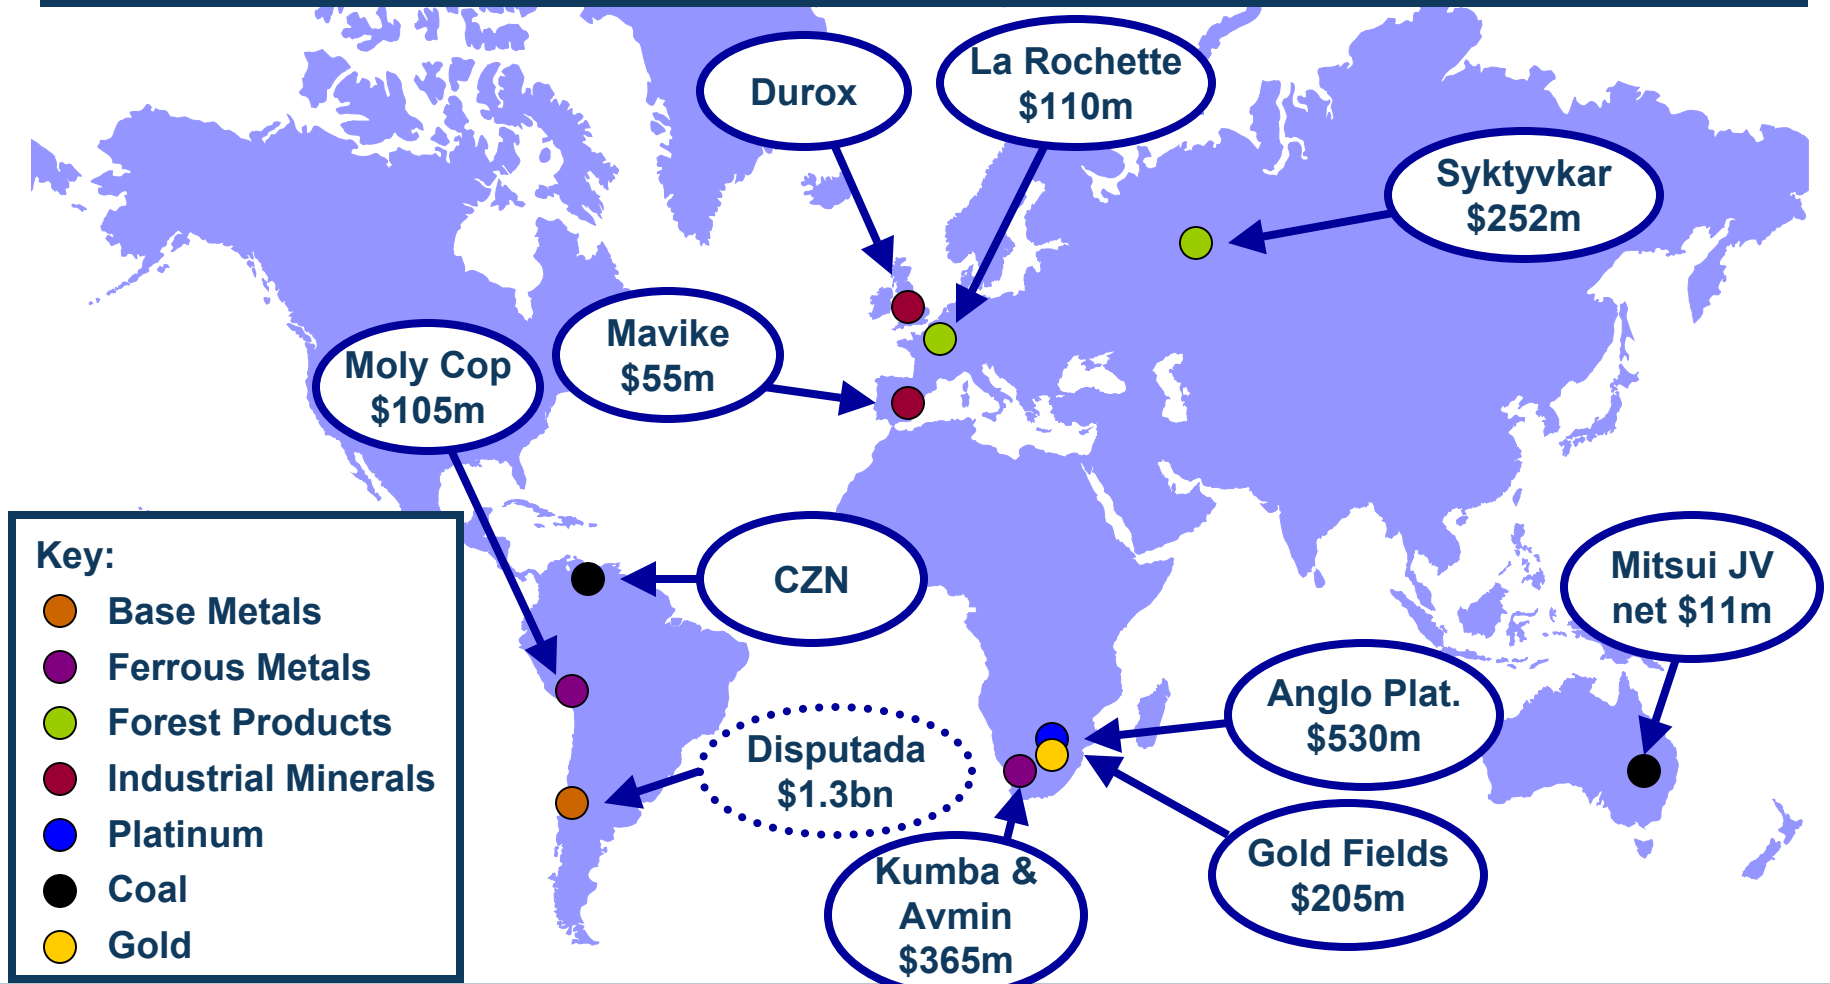 Durox
La Rochette
$110m
Syktyvkar
$252m
Mavike
$55m
Moly Cop
$105m
CZN
Mitsui JV
net $11m
Anglo Plat.
$530m
Disputada
$1.3bn
Gold Fields
$205m
Kumba &
Avmin
$365m
Key:
Base Metals
Ferrous Metals
Forest Products
Industrial Minerals
Platinum
Coal
Gold